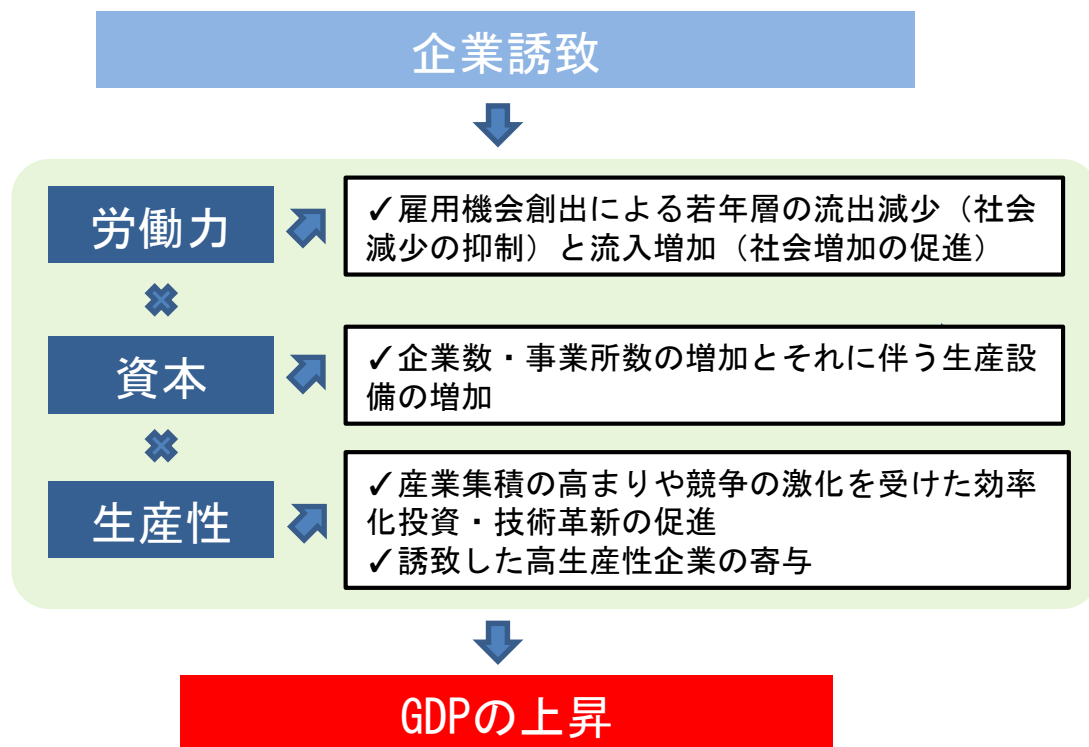 企業誘致
労働力
✓雇用機会創出による若年層の流出減少（社会
減少の抑制）と流入増加（社会増加の促進）
資本
✓企業数・事業所数の増加とそれに伴う生産設
備の増加
生産性
✓産業集積の高まりや競争の激化を受けた効率
化投資・技術革新の促進
✓誘致した高生産性企業の寄与
GDPの上昇